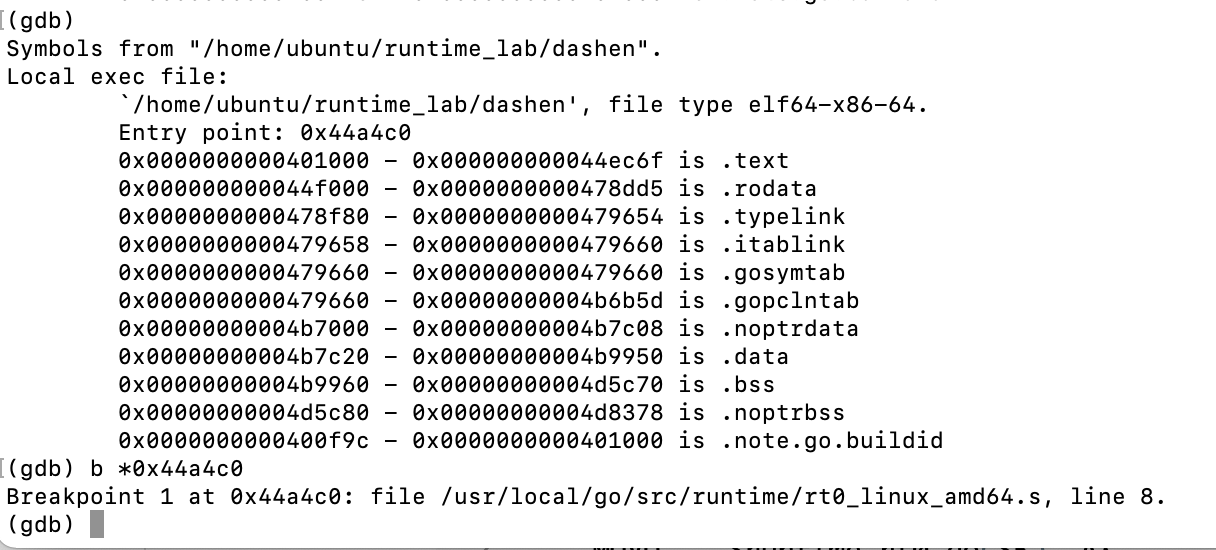 (gdb)
Symbols from "/home/ubuntu/runtime_lab/dashen".
Local exec file:
`/home/ubuntu/runtime_lab/dashen', file type elf64-x86-64.
Entry point: 0x44a4c0
0x0000000000401000 - 0x000000000044ec6f is .text
0x000000000044f000 - 0x0000000000478dd5 is .rodata
0x0000000000478f80 - 0x0000000000479654 is .typelink
0x0000000000479658 - 0x0000000000479660 is .itablink
0x0000000000479660 - 0x0000000000479660 is .gosymtab
0x0000000000479660 - 0x00000000004b6b5d is .gopclntab
0x00000000004b7000 - 0x00000000004b7c08 is .noptrdata
0x00000000004b7c20 - 0x00000000004b9950 is .data
0x00000000004b9960 - 0x00000000004d5c70 is .bss
0x00000000004d5c80 - 0x00000000004d8378 is .noptrbss
0x0000000000400f9c - 0x0000000000401000 is .note.go.buildid
(gdb) b *0x44a4c0
Breakpoint 1 at 0x44a4c0: file /usr/local/go/src/runtime/rt0_linux_amd64.s, line 8.
(gdb)